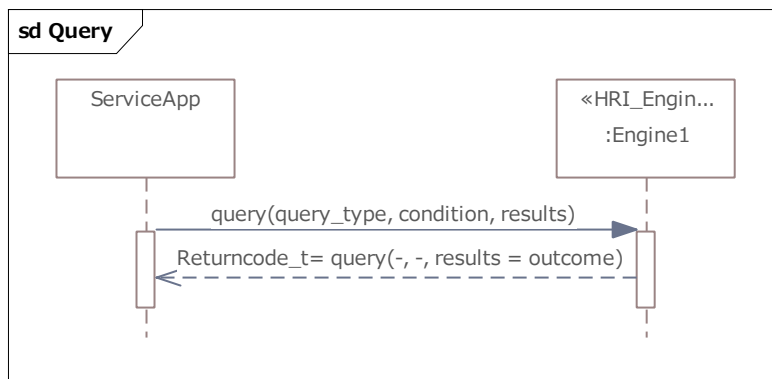 sd Query
ServiceApp
«HRI_Engin...
:Engine1
query(query_type, condition, results)
Returncode_t= query(-, -, results = outcome)